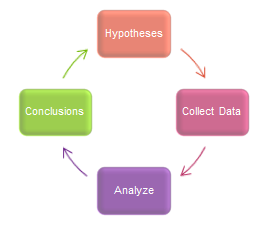 Hypotheses
Collect Data
Analyze
Conclusions